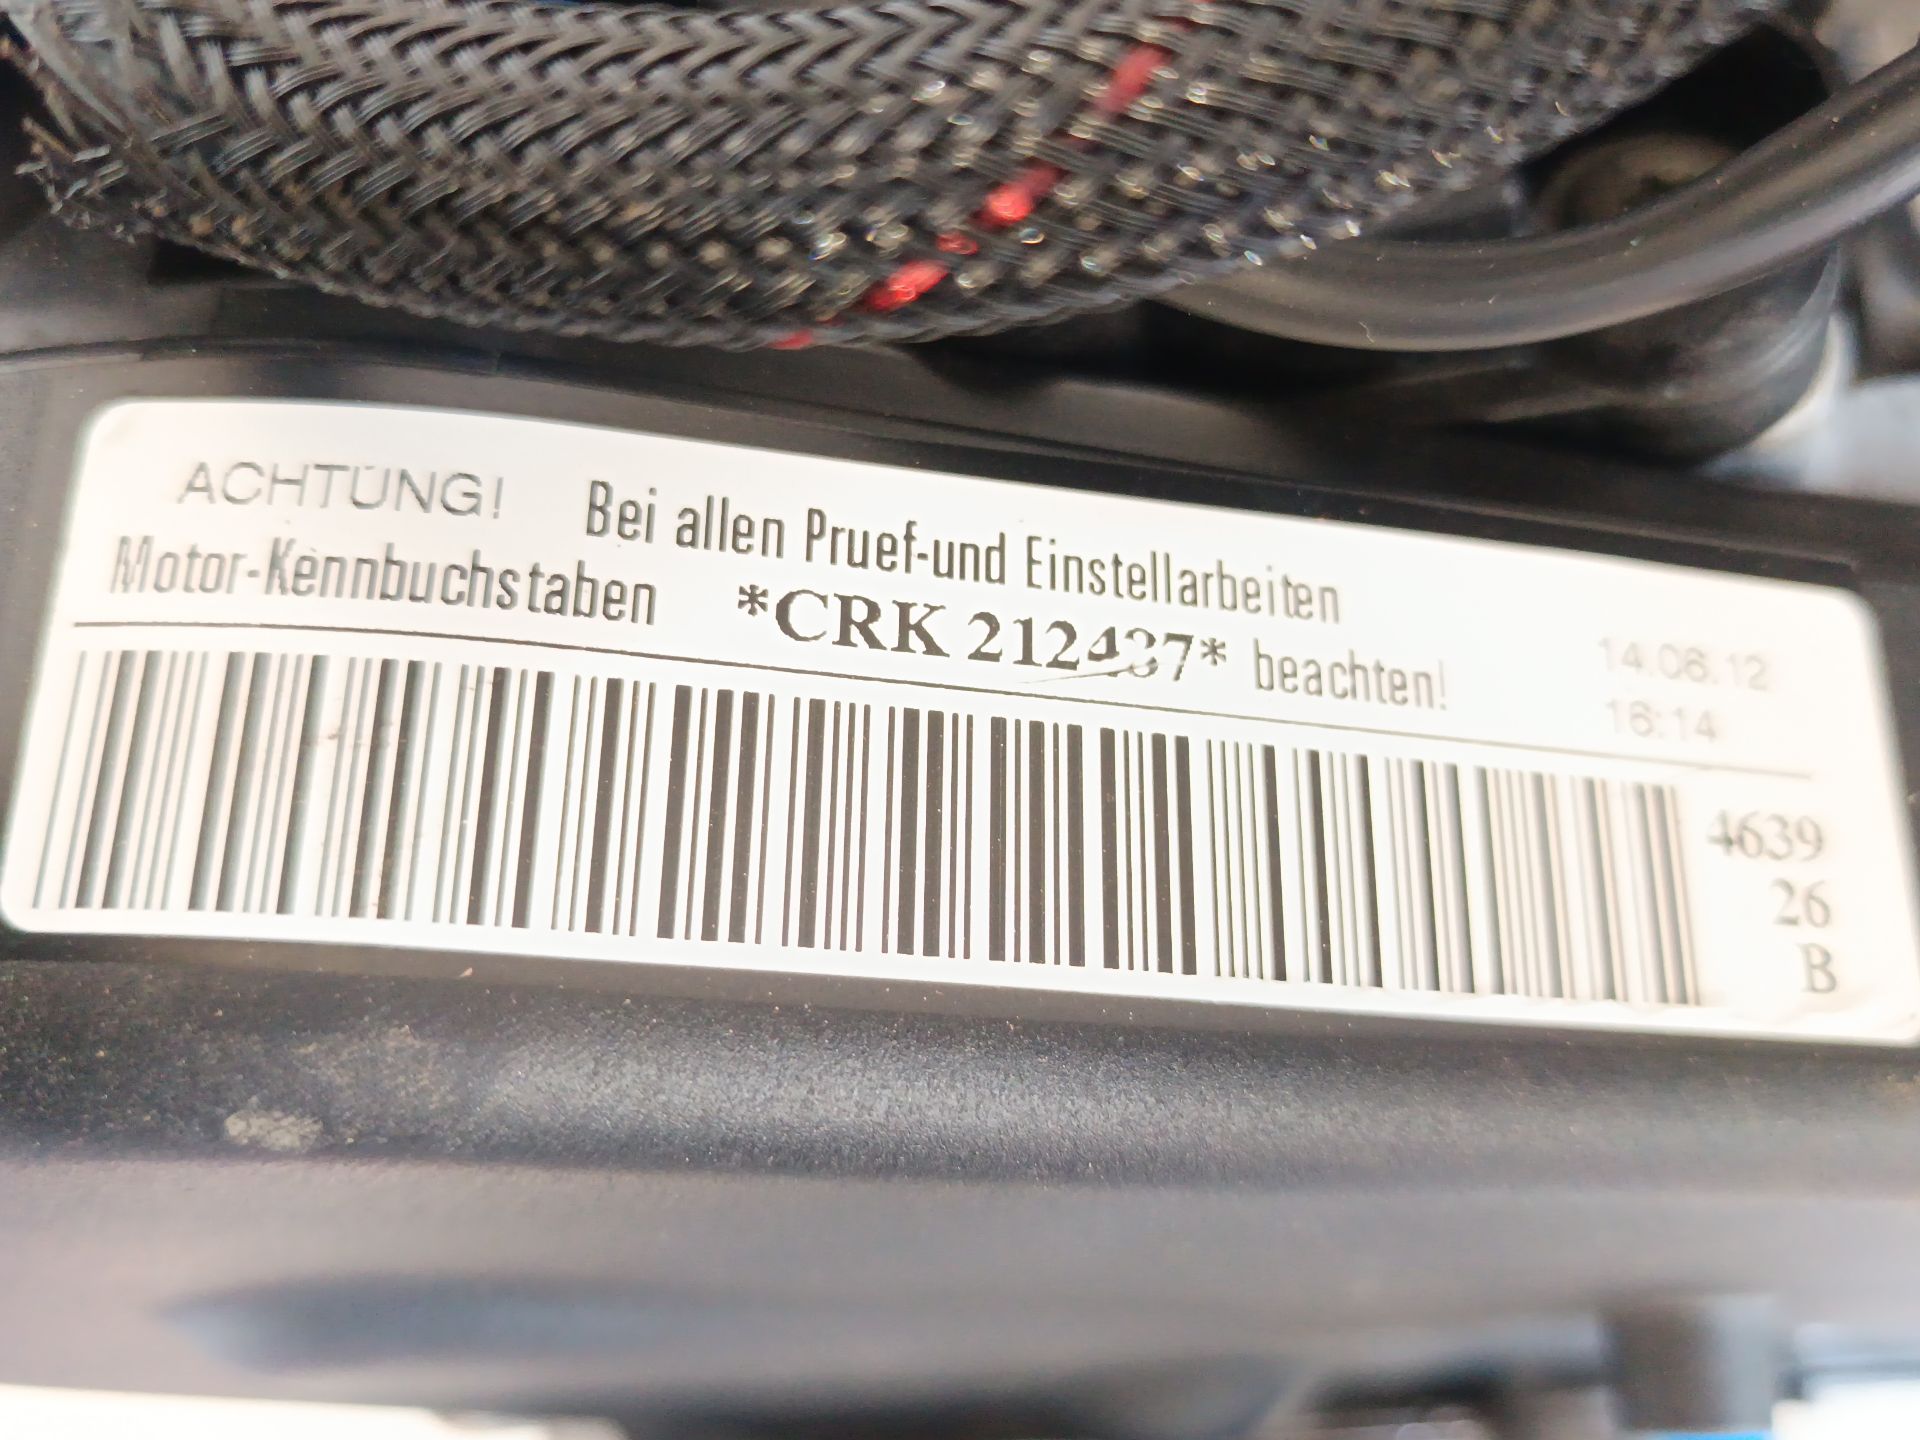 ACHTUNG! Bei allen Pruef-und Einstellarbeiten
Motor-Kennbuchstaben *CRK 212437* beachten!
14.06.12
16:14
4639
26
B